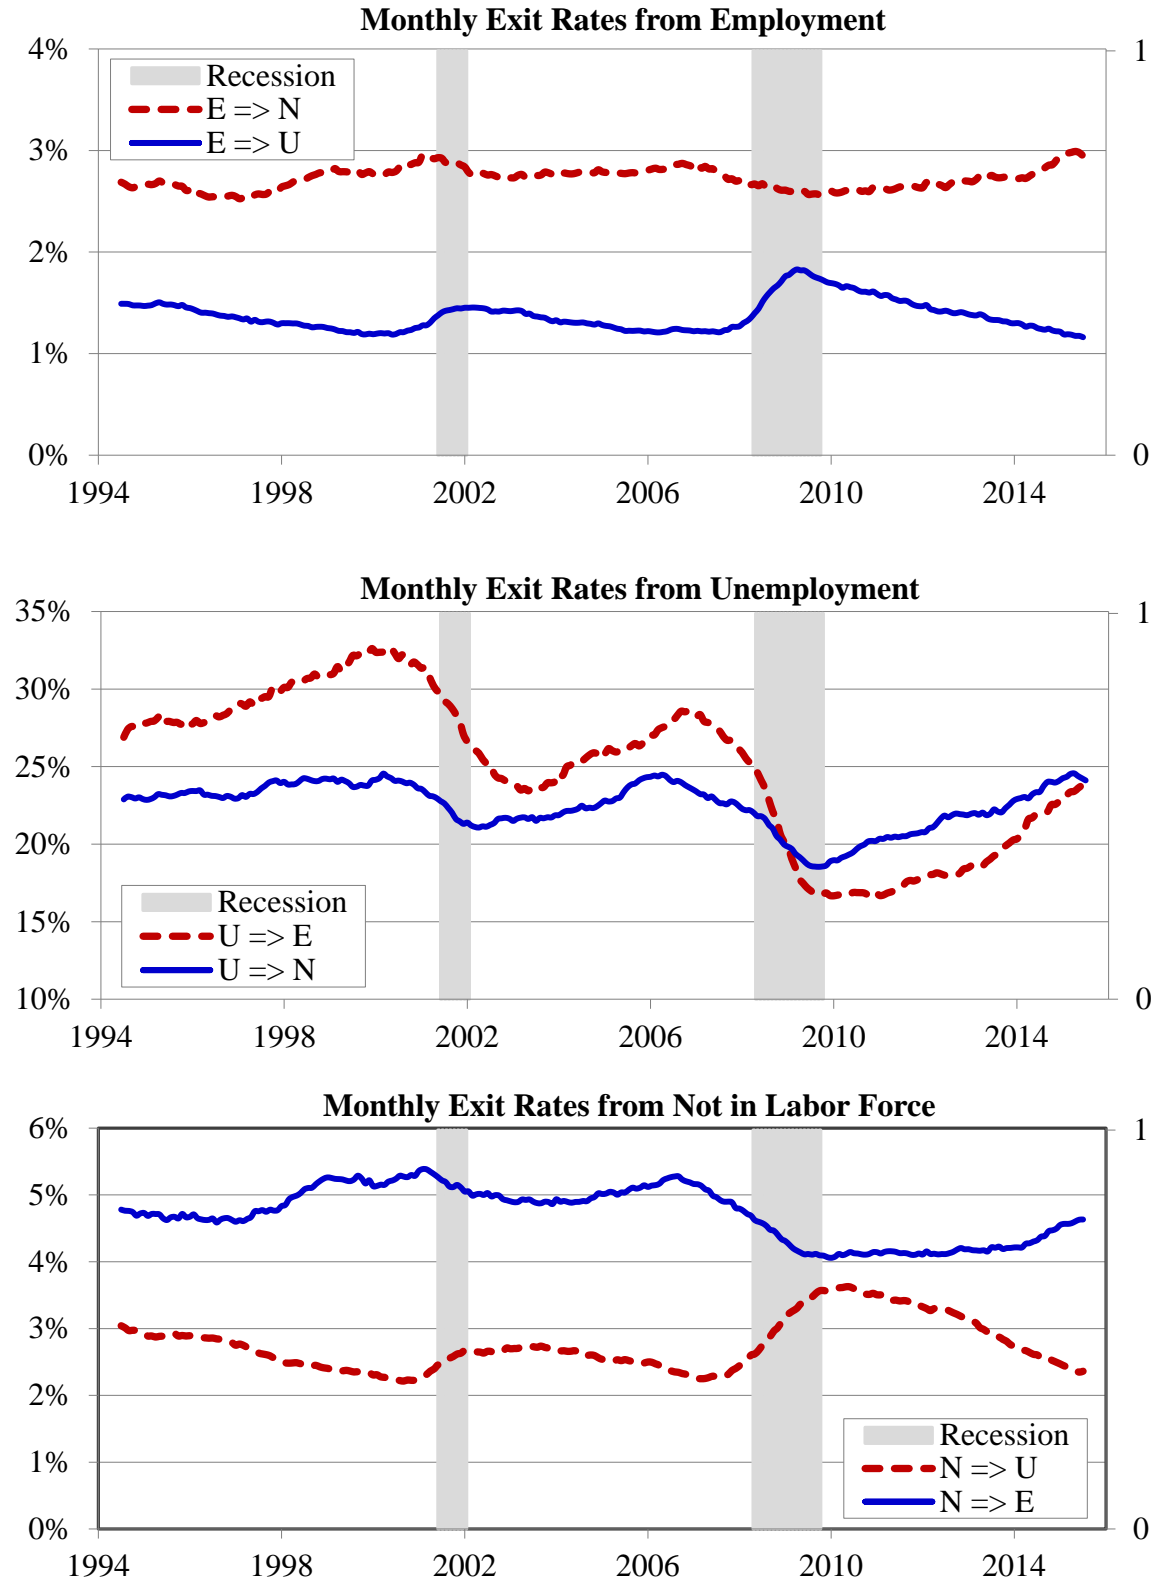 Monthly Exit Rates from Employment
4%
1
Recession
E => N
E => U
3%
2%
1%
0%
0
1994 1998 2002 2006 2010 2014
Monthly Exit Rates from Unemployment
35%
1
30%
25%
20%
15%
Recession
U => E
U => N
10%
0
1994 1998 2002 2006 2010 2014
Monthly Exit Rates from Not in Labor Force
6%
1
5%
4%
3%
2%
1%
Recession
N => U
N => E
0%
0
1994 1998 2002 2006 2010 2014